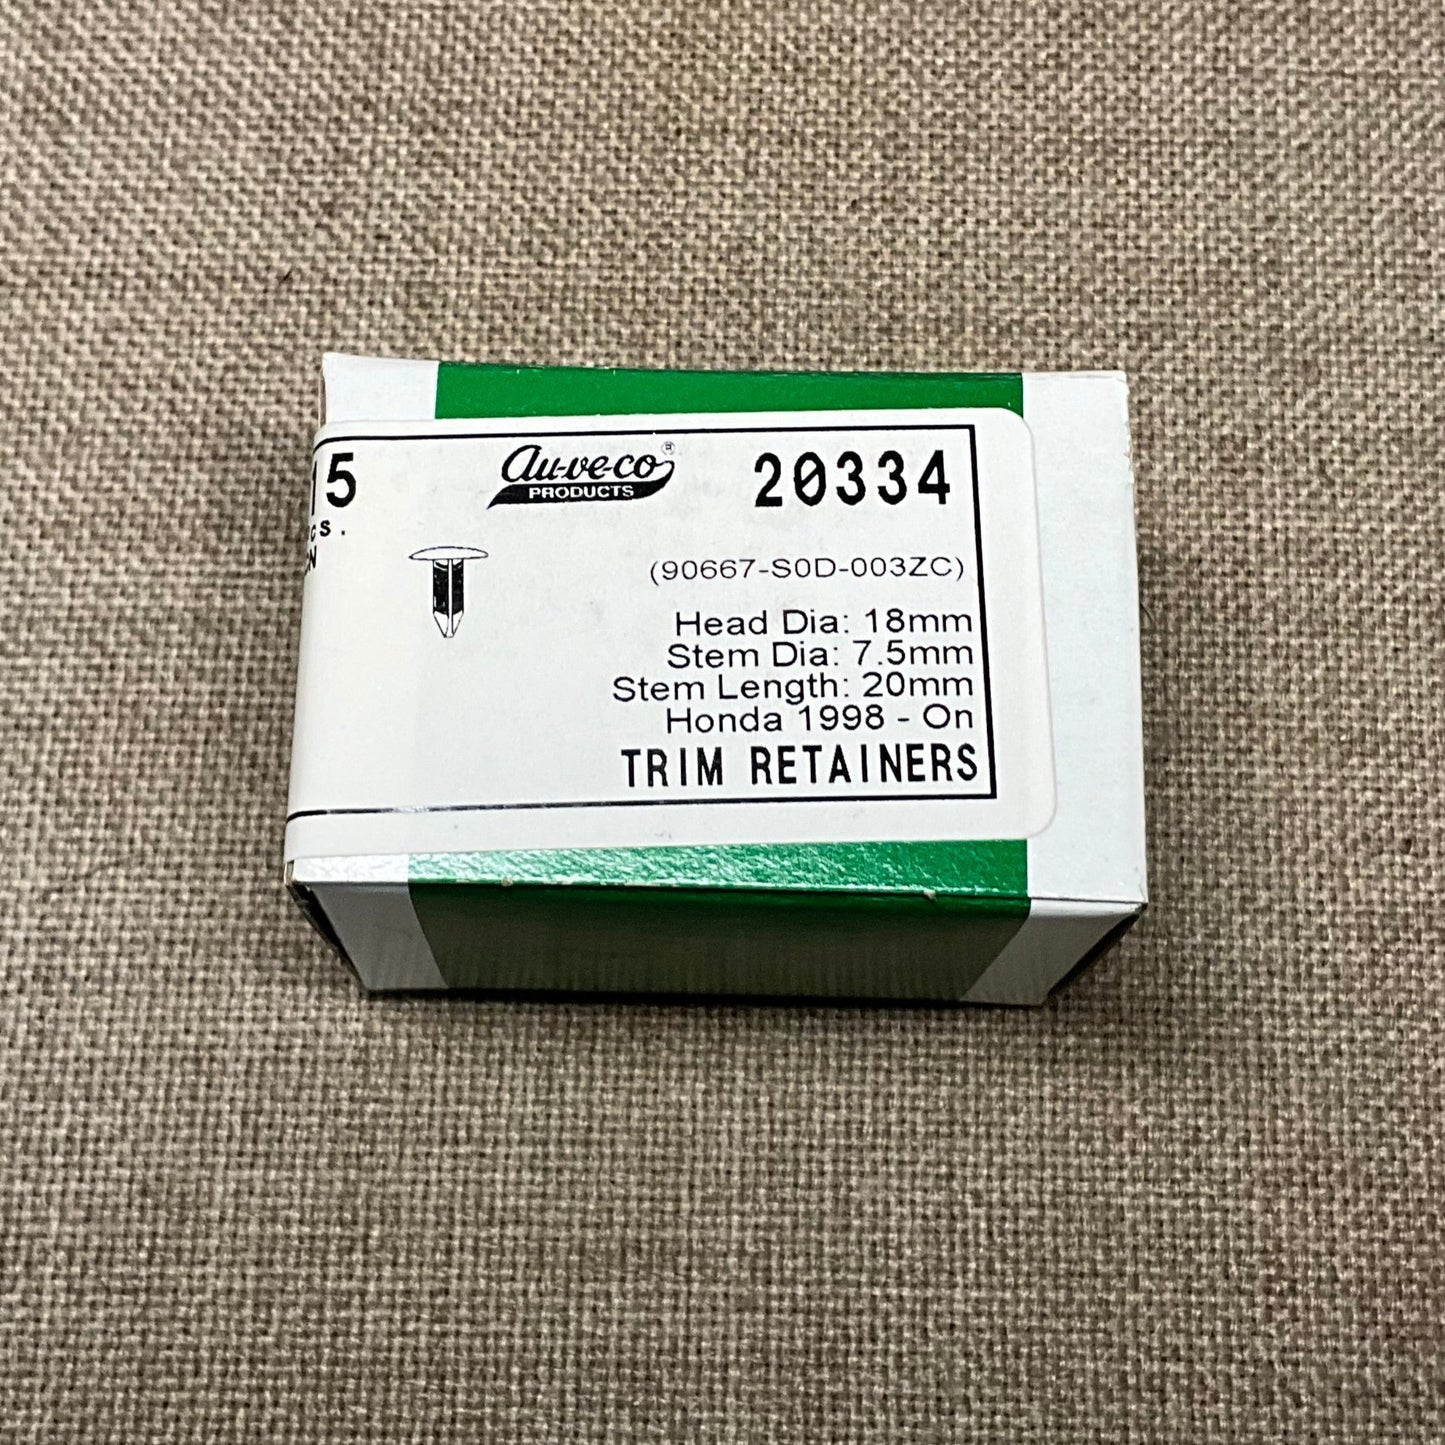 15
au-ve-co®
PRODUCTS
20334
cs.
N
(90667-S0D-003ZC)
Head Dia: 18mm
Stem Dia: 7.5mm
Stem Length: 20mm
Honda 1998 - On
TRIM RETAINERS